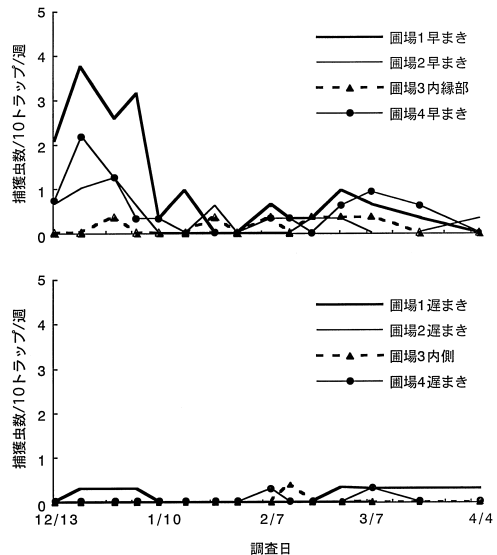 捕獲虫数/10トラップ/週
5
4
3
2
1
0
圃場1早まき
圃場2早まき
圃場3内縁部
圃場4早まき
捕獲虫数/10トラップ/週
5
4
3
2
1
0
圃場1遅まき
圃場2遅まき
圃場3内側
圃場4遅まき
12/13 1/10 2/7 3/7 4/4
調査日